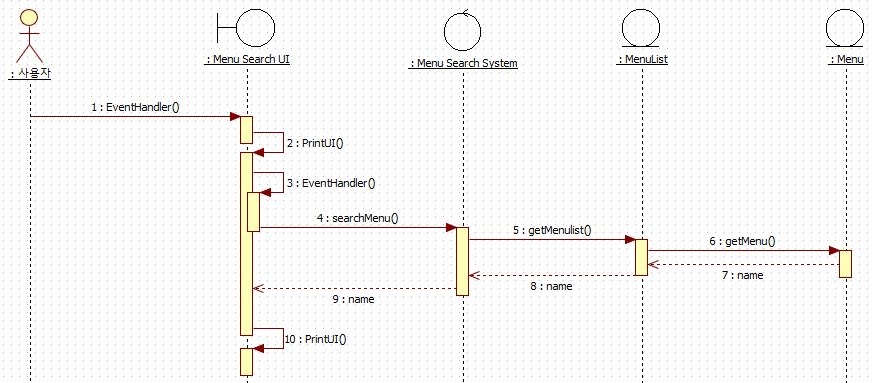 : 사용자
: Menu Search UI
: Menu Search System
: MenuList
: Menu
1 : EventHandler()
2 : PrintUI()
3 : EventHandler()
4 : searchMenu()
5 : getMenulist()
6 : getMenu()
7 : name
8 : name
9 : name
10 : PrintUI()